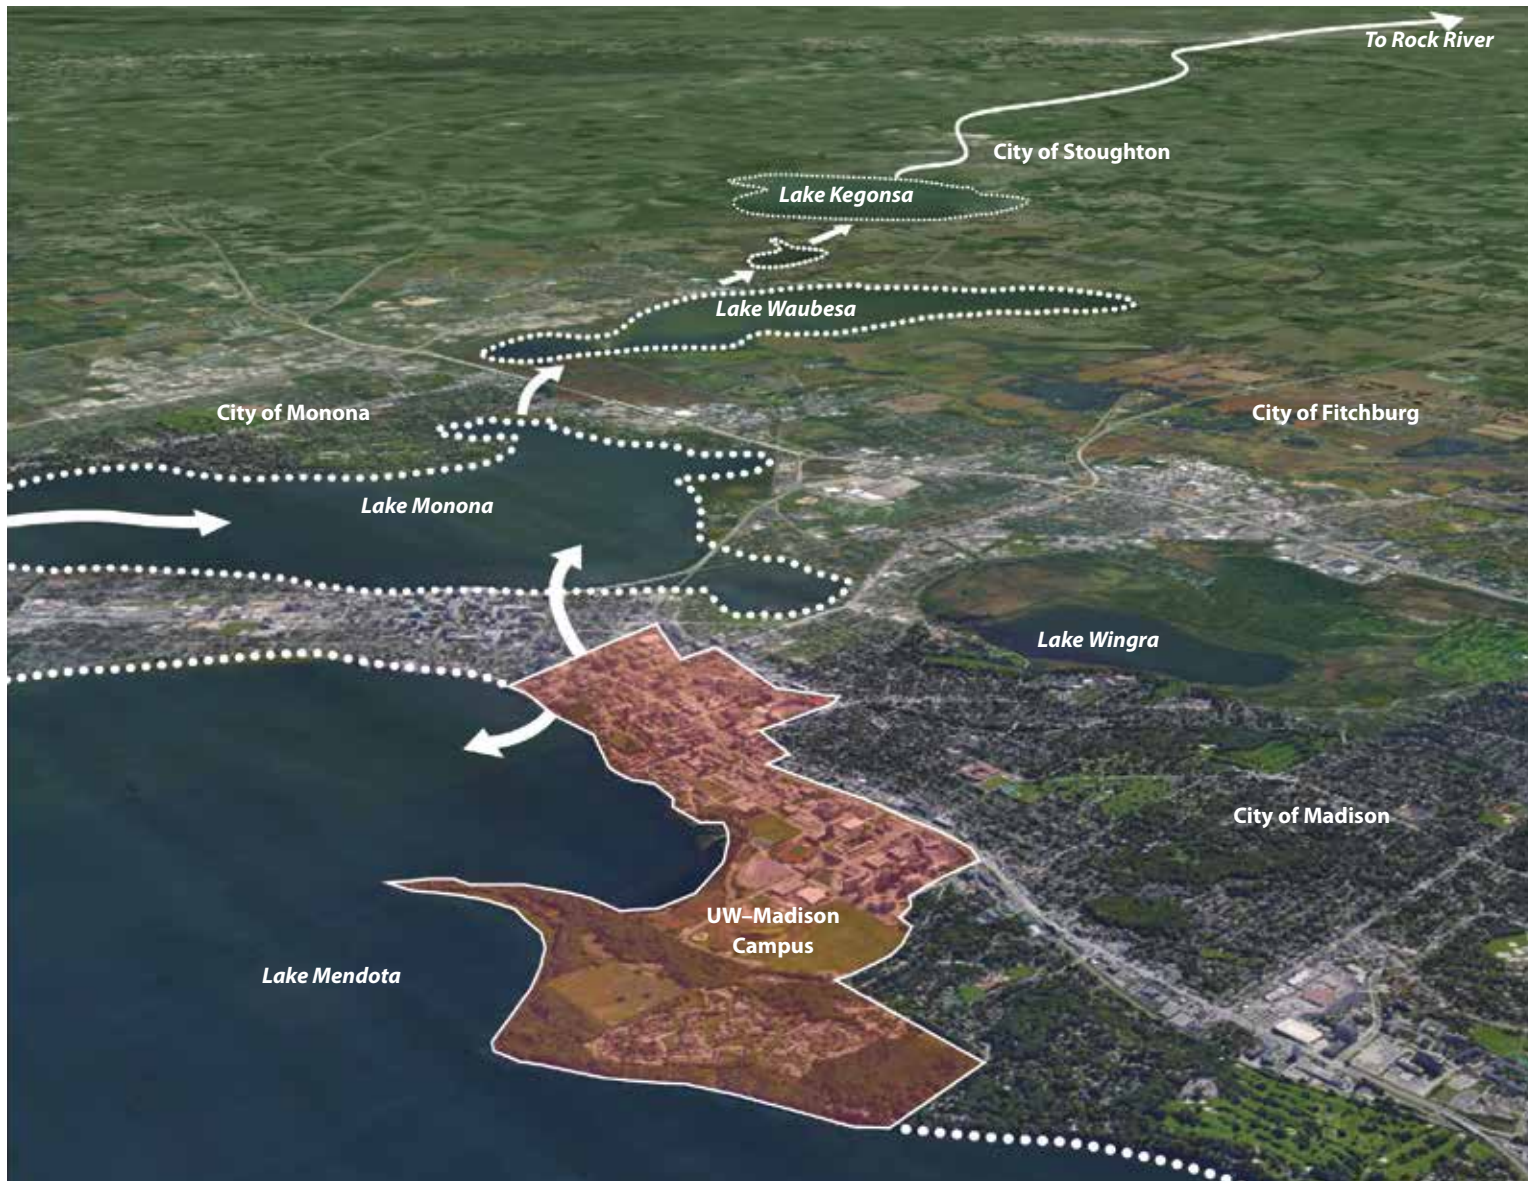 To Rock River
City of Stoughton
Lake Kegonsa
Lake Waubesa
City of Monona
City of Fitchburg
Lake Monona
Lake Wingra
City of Madison
UW–Madison
Campus
Lake Mendota